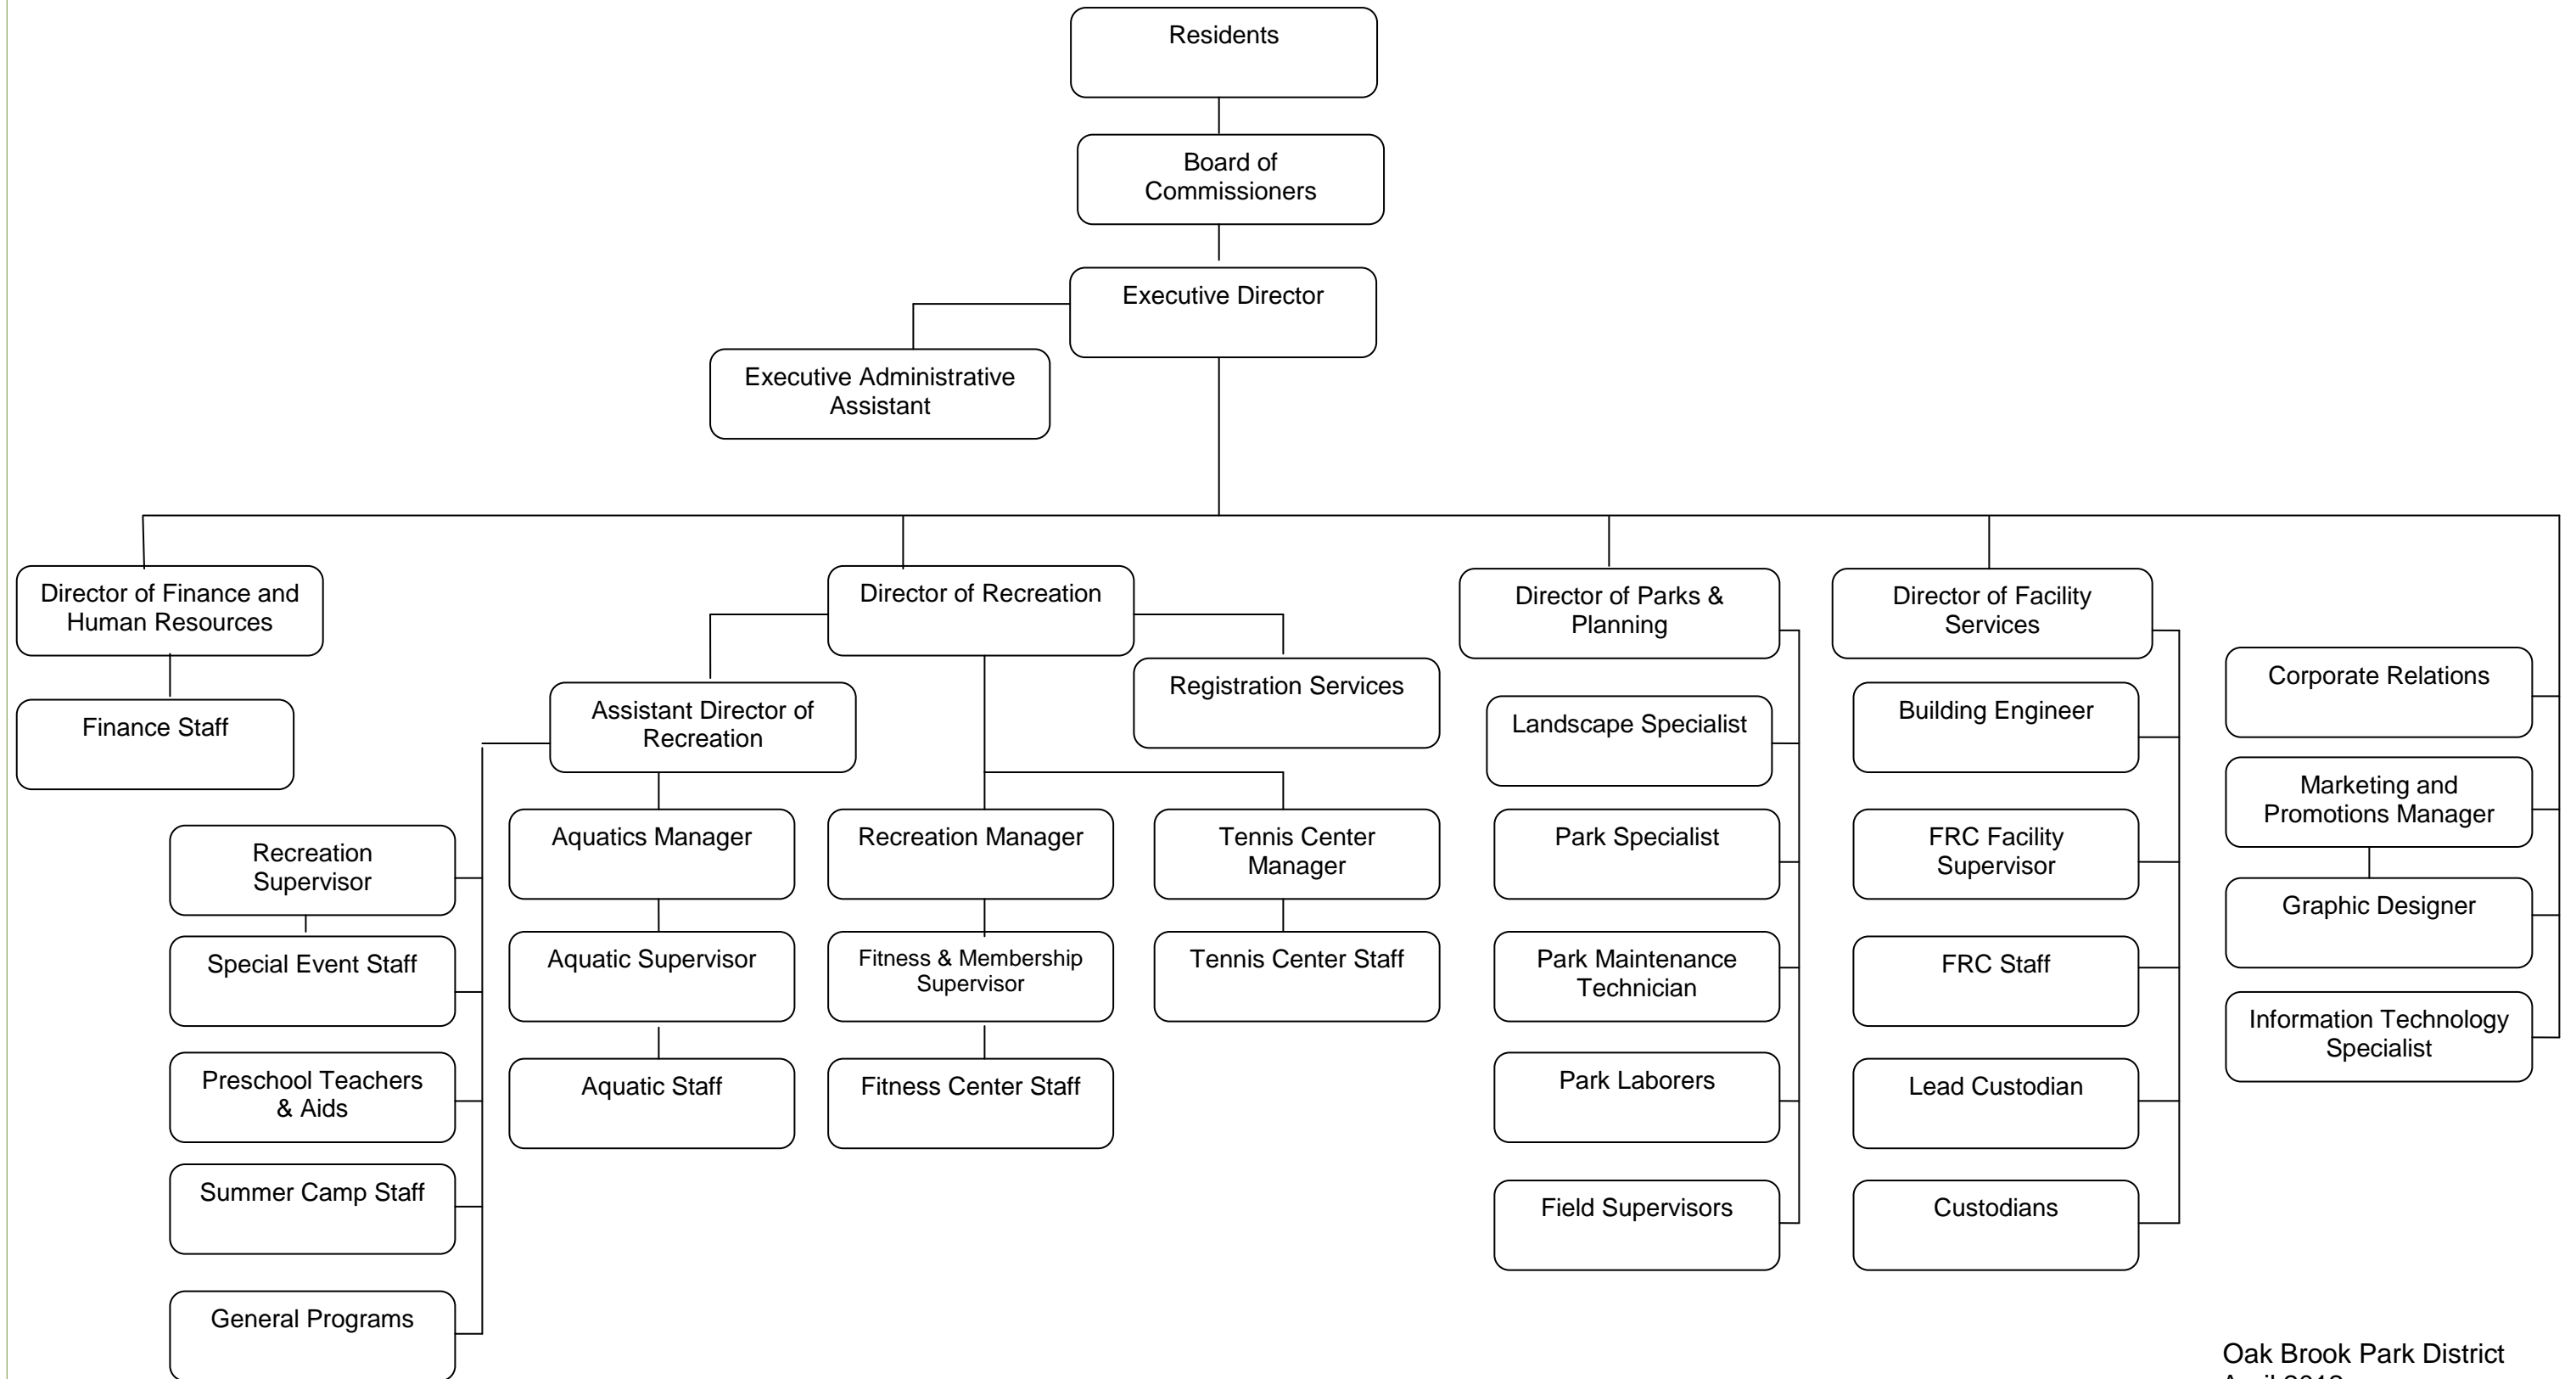 Residents
Board of
Commissioners
Executive Director
Executive Administrative
Assistant
Director of Finance and
Human Resources
Finance Staff
Director of Recreation
Assistant Director of
Recreation
Registration Services
Recreation
Supervisor
Special Event Staff
Preschool Teachers
& Aids
Summer Camp Staff
General Programs
Aquatics Manager
Aquatic Supervisor
Aquatic Staff
Recreation Manager
Fitness & Membership
Supervisor
Fitness Center Staff
Tennis Center
Manager
Tennis Center Staff
Director of Parks &
Planning
Landscape Specialist
Park Specialist
Park Maintenance
Technician
Park Laborers
Field Supervisors
Director of Facility
Services
Building Engineer
FRC Facility
Supervisor
FRC Staff
Lead Custodian
Custodians
Corporate Relations
Marketing and
Promotions Manager
Graphic Designer
Information Technology
Specialist
Oak Brook Park District